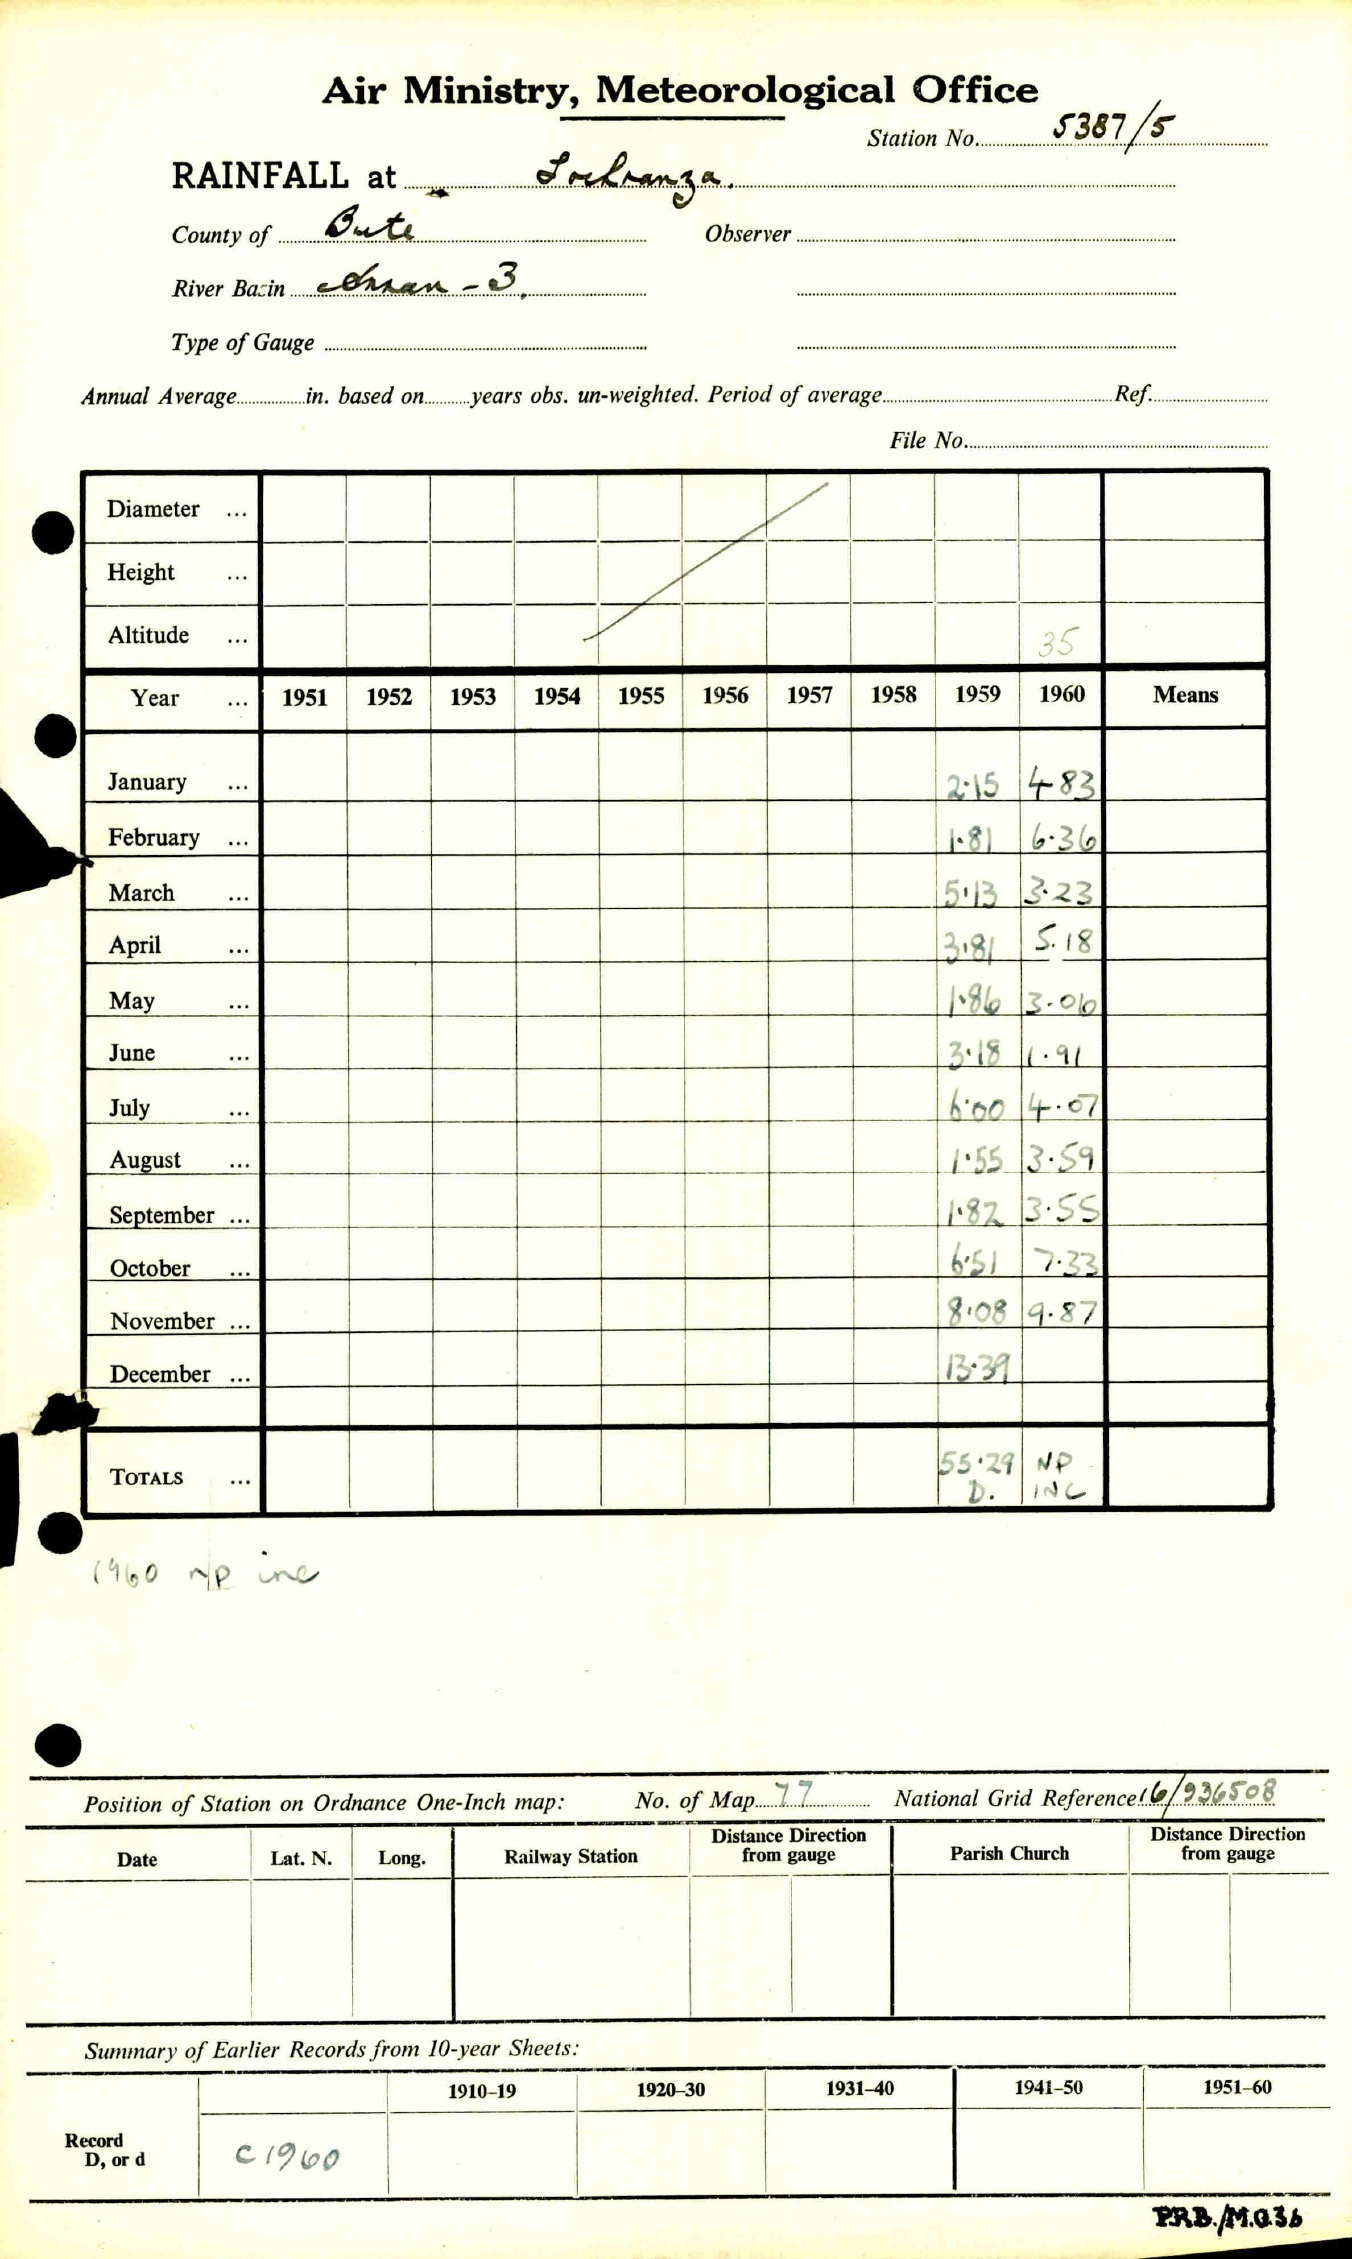 Air Ministry, Meteorological Office
Station No. 5387/5
RAINFALL at Lochranza.
County of Bute Observer
River Basin Arran - 3.
Type of Gauge
Annual Average in. based on years obs. un-weighted. Period of average Ref.
File No.
Diameter ...
Height ...
Altitude ... 35
Year ... 1951 1952 1953 1954 1955 1956 1957 1958 1959 1960 Means
January ... 2·15 4·83
February ... 1·81 6·36
March ... 5·13 3·23
April ... 3·81 5.18
May ... 1·86 3·06
June ... 3·18 1·91
July ... 6·00 4·07
August ... 1·55 3·59
September ... 1·82 3·55
October ... 6·51 7·33
November ... 8·08 9·87
December ... 13·39
TOTALS ... 55·29 NP
D. INC
1960 n/p inc
Position of Station on Ordnance One-Inch map: No. of Map 77 National Grid Reference 16/936508
Date Lat. N. Long. Railway Station Distance Direction from gauge Parish Church Distance Direction from gauge
Summary of Earlier Records from 10-year Sheets:
1910–19 1920–30 1931–40 1941–50 1951–60
Record
D, or d C1960
P.R.B./M.O.36